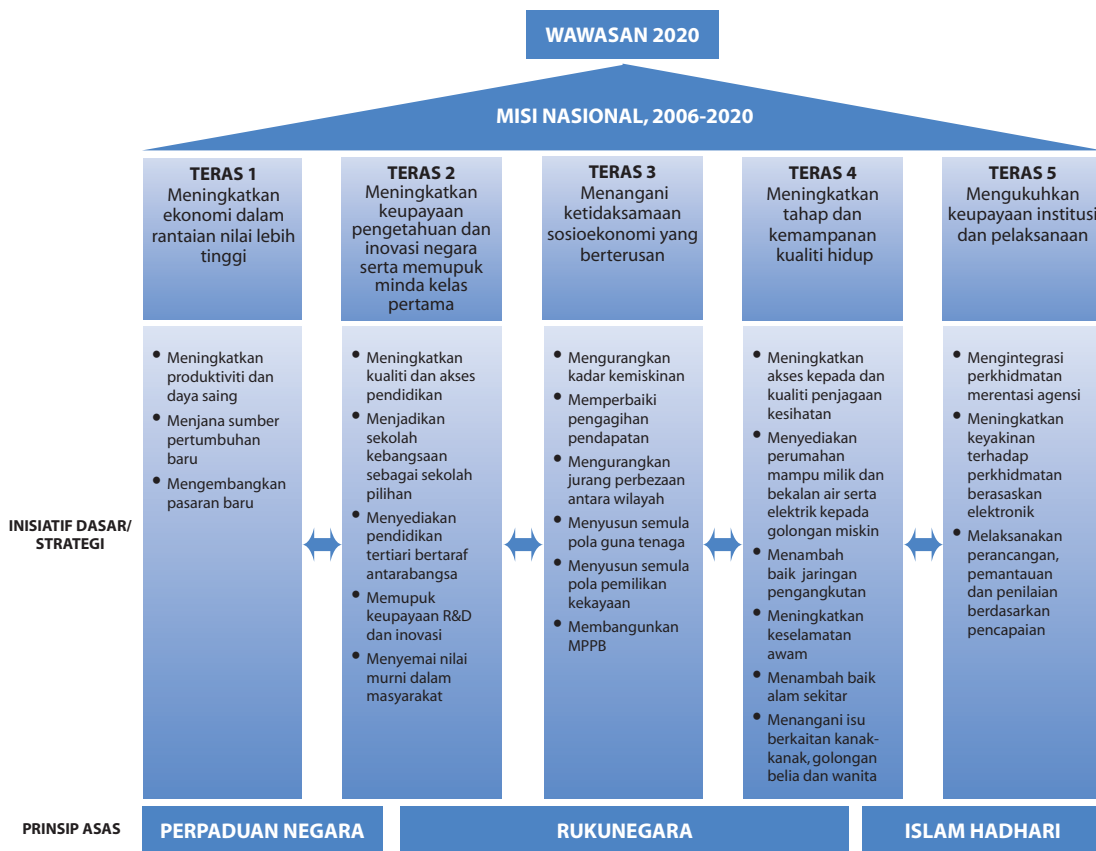 WAWASAN 2020
MISI NASIONAL, 2006-2020
TERAS 1
Meningkatkan
ekonomi dalam
rantaian nilai lebih
tinggi
TERAS 2
Meningkatkan
keupayaan
pengetahuan dan
inovasi negara
serta memupuk
minda kelas
pertama
TERAS 3
Menangani
ketidaksamaan
sosioekonomi yang
berterusan
TERAS 4
Meningkatkan
tahap dan
kemampanan
kualiti hidup
TERAS 5
Mengukuhkan
keupayaan institusi
dan pelaksanaan
INISIATIF DASAR/
STRATEGI
• Meningkatkan
produktiviti dan
daya saing
• Menjana sumber
pertumbuhan
baru
• Mengembangkan
pasaran baru
• Meningkatkan
kualiti dan akses
pendidikan
• Menjadikan
sekolah
kebangsaan
sebagai sekolah
pilihan
• Menyediakan
pendidikan
tertiari bertaraf
antarabangsa
• Memupuk
keupayaan R&D
dan inovasi
• Menyemai nilai
murni dalam
masyarakat
• Mengurangkan
kadar kemiskinan
• Memperbaiki
pengagihan
pendapatan
• Mengurangkan
jurang perbezaan
antara wilayah
• Menyusun semula
pola guna tenaga
• Menyusun semula
pola pemilikan
kekayaan
• Membangunkan
MPPB
• Meningkatkan
akses kepada dan
kualiti penjagaan
kesihatan
• Menyediakan
perumahan
mampu milik dan
bekalan air serta
elektrik kepada
golongan miskin
• Menambah
baik jaringan
pengangkutan
• Meningkatkan
keselamatan
awam
• Menambah baik
alam sekitar
• Menangani isu
berkaitan kanak-
kanak, golongan
belia dan wanita
• Mengintegrasi
perkhidmatan
merentasi agensi
• Meningkatkan
keyakinan
terhadap
perkhidmatan
berasaskan
elektronik
• Melaksanakan
perancangan,
pemantauan
dan penilaian
berdasarkan
pencapaian
PRINSIP ASAS
PERPADUAN NEGARA
RUKUNEGARA
ISLAM HADHARI